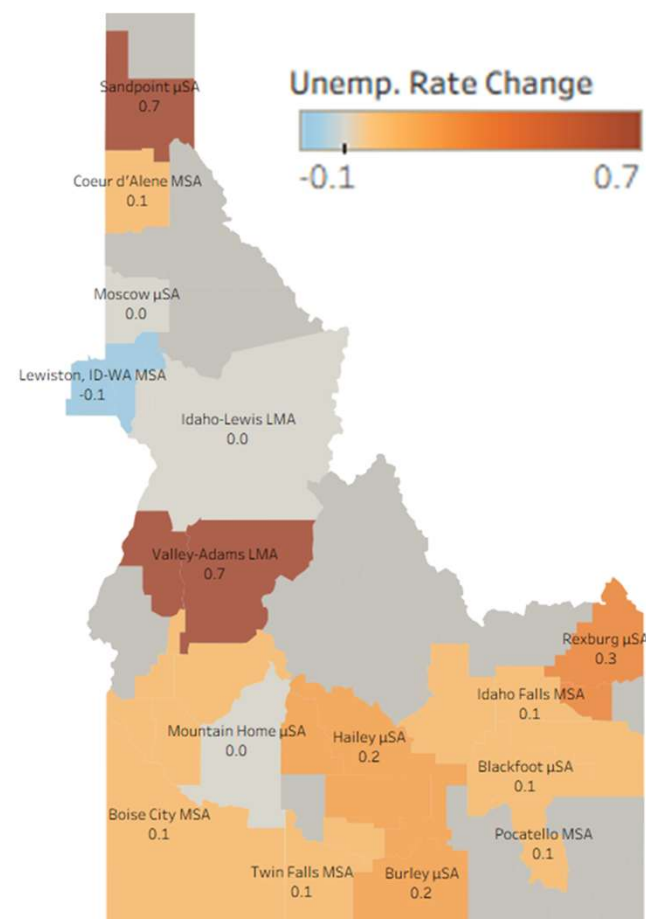 Unemp. Rate Change
-0.1 0.7
Sandpoint µSA
0.7
Coeur d'Alene MSA
0.1
Moscow µSA
0.0
Lewiston, ID-WA MSA
-0.1
Idaho-Lewis LMA
0.0
Valley-Adams LMA
0.7
Rexburg µSA
0.3
Idaho Falls MSA
0.1
Mountain Home µSA
0.0
Hailey µSA
0.2
Blackfoot µSA
0.1
Boise City MSA
0.1
Pocatello MSA
0.1
Twin Falls MSA
0.1
Burley µSA
0.2